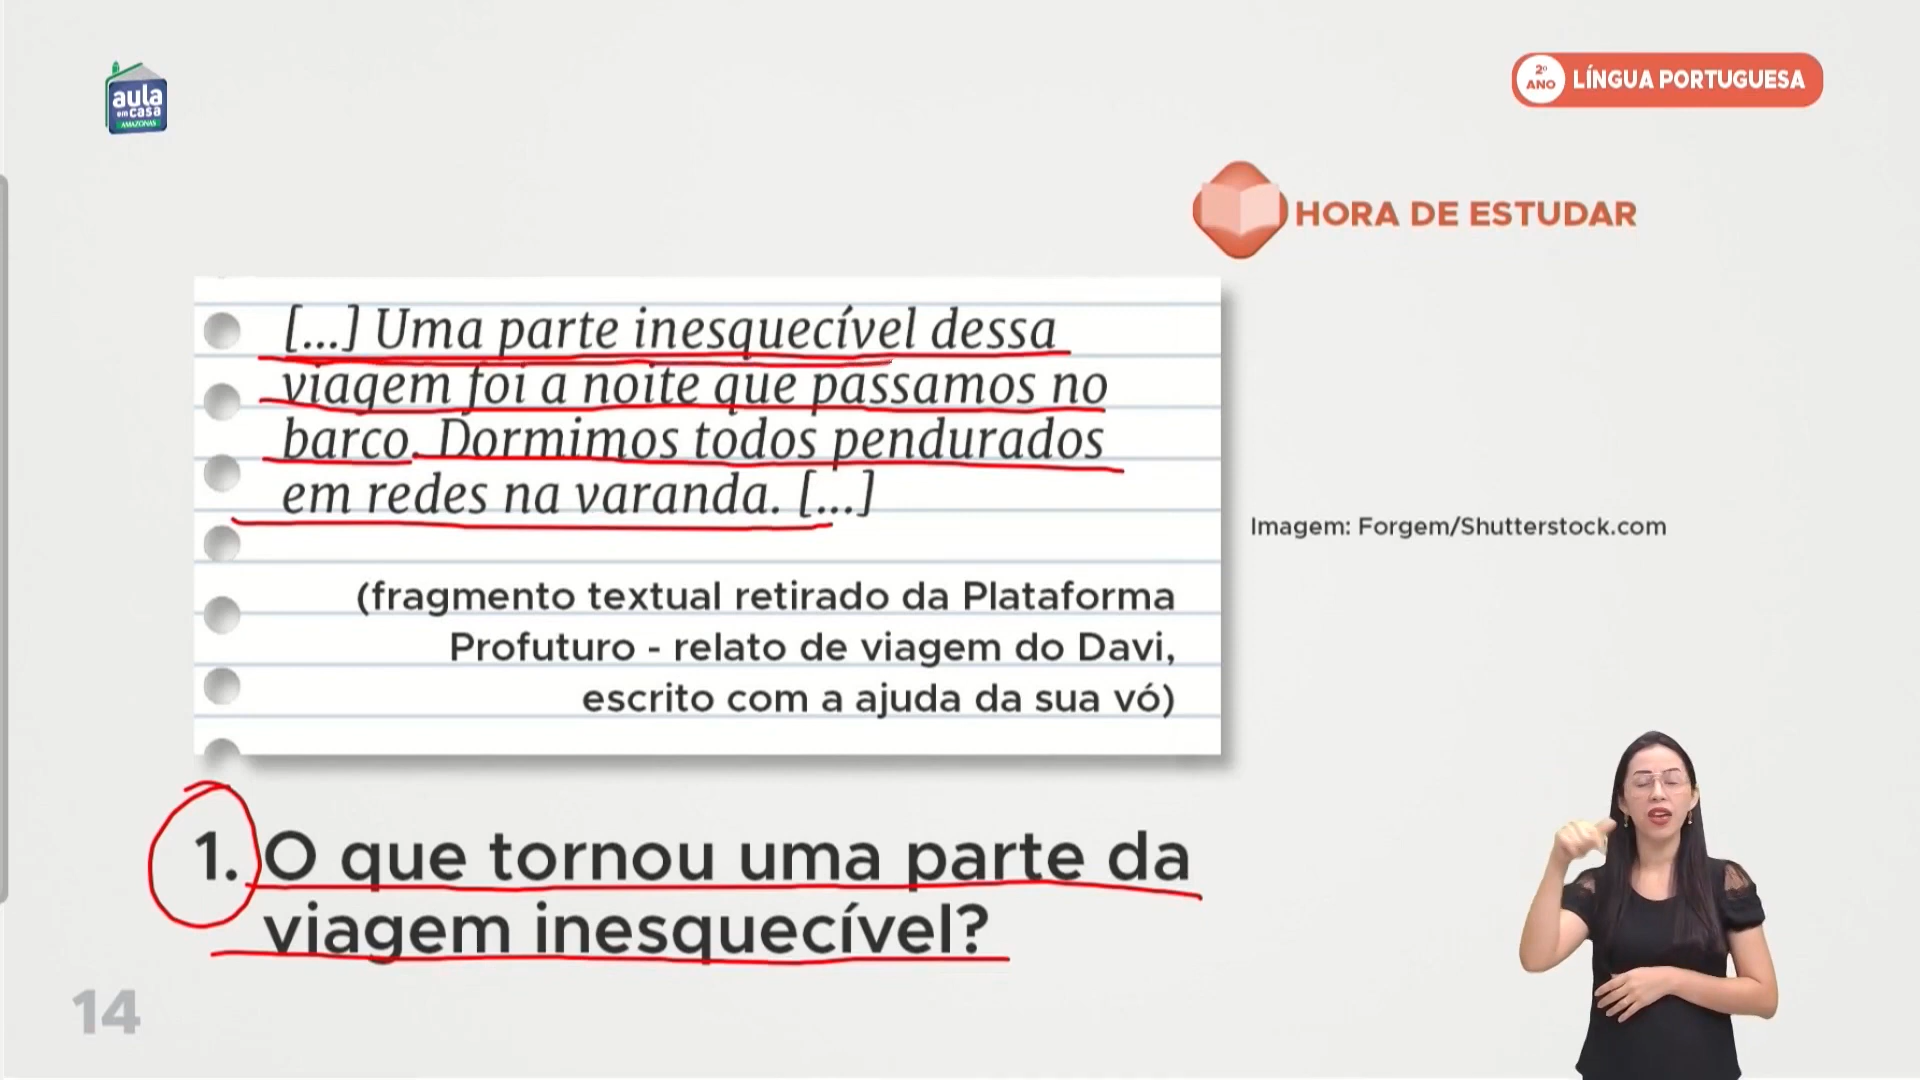 aula
em casa
AMAZONAS
2º
ANO
LÍNGUA PORTUGUESA
HORA DE ESTUDAR
[...] Uma parte inesquecível dessa
viagem foi a noite que passamos no
barco. Dormimos todos pendurados
em redes na varanda. [...]
Imagem: Forgem/Shutterstock.com
(fragmento textual retirado da Plataforma
Profuturo - relato de viagem do Davi,
escrito com a ajuda da sua vó)
1. O que tornou uma parte da
viagem inesquecível?
14